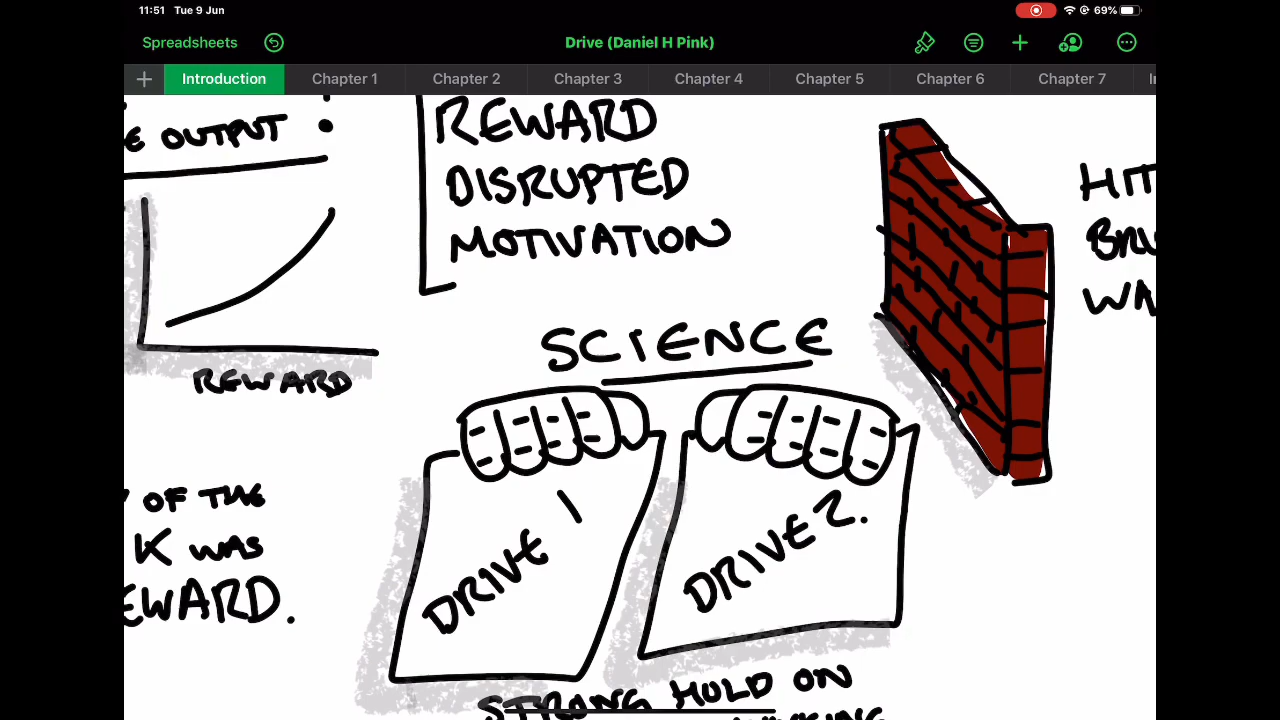 11:51 Tue 9 Jun
69%
Spreadsheets
Drive (Daniel H Pink)
Introduction
Chapter 1
Chapter 2
Chapter 3
Chapter 4
Chapter 5
Chapter 6
Chapter 7
OUTPUT
REWARD
DISRUPTED
MOTIVATION
HIT
SCIENCE
REWARD
OF THE
WAS
DRIVE 1
DRIVE 2.
STRONG HOLD ON